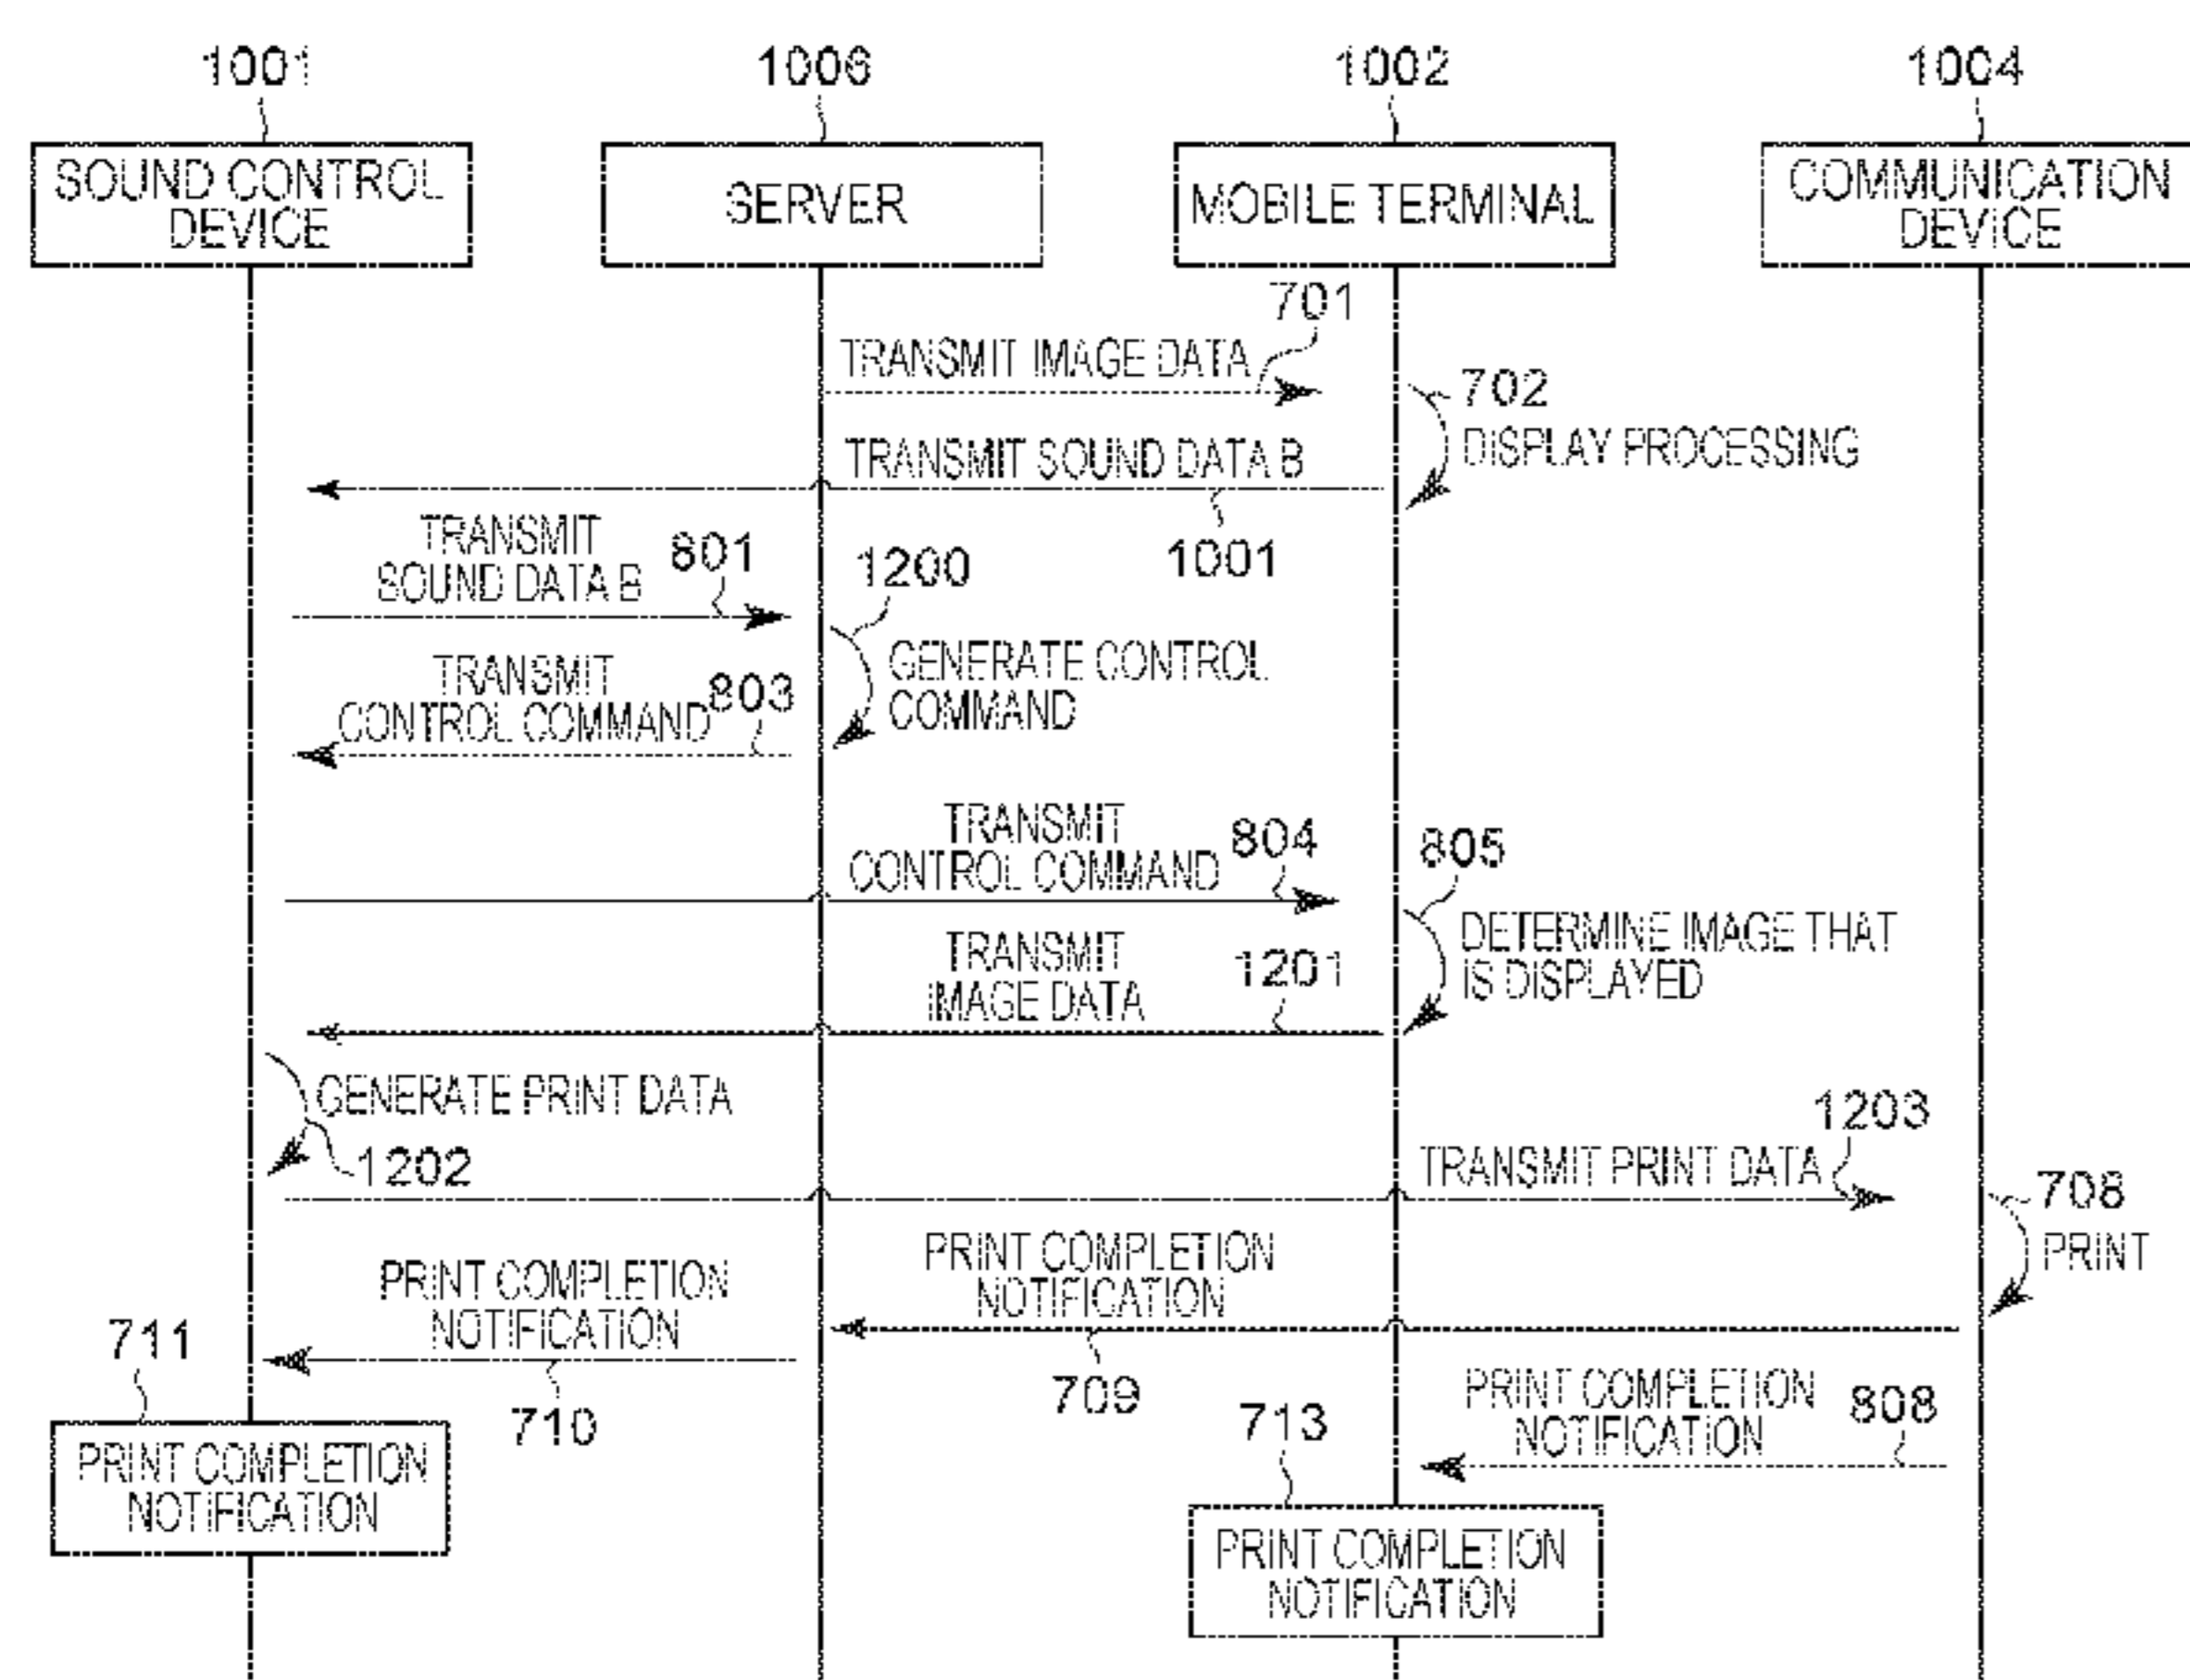 1001
1006
1002
1004
SOUND CONTROL
DEVICE
SERVER
MOBILE TERMINAL
COMMUNICATION
DEVICE
701
TRANSMIT IMAGE DATA
702
DISPLAY PROCESSING
TRANSMIT SOUND DATA B
1001
TRANSMIT
SOUND DATA B
801
1200
GENERATE CONTROL
COMMAND
TRANSMIT
CONTROL COMMAND
803
TRANSMIT
CONTROL COMMAND
804
805
DETERMINE IMAGE THAT
IS DISPLAYED
TRANSMIT
IMAGE DATA
1201
GENERATE PRINT DATA
1202
TRANSMIT PRINT DATA
1203
708
PRINT
PRINT COMPLETION
NOTIFICATION
709
PRINT COMPLETION
NOTIFICATION
710
711
PRINT COMPLETION
NOTIFICATION
PRINT COMPLETION
NOTIFICATION
808
713
PRINT COMPLETION
NOTIFICATION